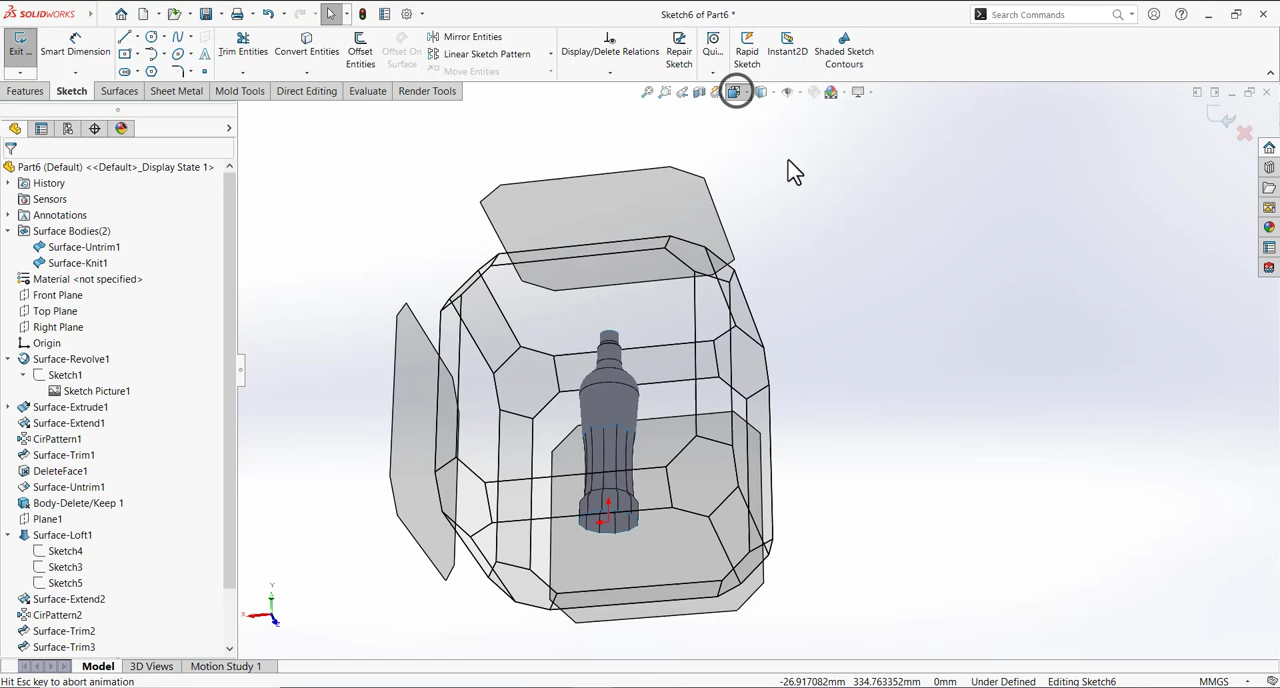 SOLIDWORKS
Sketch6 of Part6 *
Search Commands
Exit ...
Smart Dimension
Trim Entities
Convert Entities
Offset Entities
Offset On Surface
Mirror Entities
Linear Sketch Pattern
Move Entities
Display/Delete Relations
Repair Sketch
Qui...
Rapid Sketch
Instant2D
Shaded Sketch Contours
Features
Sketch
Surfaces
Sheet Metal
Mold Tools
Direct Editing
Evaluate
Render Tools
Part6 (Default) <<Default>_Display State 1>
History
Sensors
Annotations
Surface Bodies(2)
Surface-Untrim1
Surface-Knit1
Material <not specified>
Front Plane
Top Plane
Right Plane
Origin
Surface-Revolve1
Sketch1
Sketch Picture1
Surface-Extrude1
Surface-Extend1
CirPattern1
Surface-Trim1
DeleteFace1
Surface-Untrim1
Body-Delete/Keep 1
Plane1
Surface-Loft1
Sketch4
Sketch3
Sketch5
Surface-Extend2
CirPattern2
Surface-Trim2
Surface-Trim3
Y
X
Z
Model
3D Views
Motion Study 1
Hit Esc key to abort animation
-26.917082mm
334.763352mm
0mm
Under Defined
Editing Sketch6
MMGS